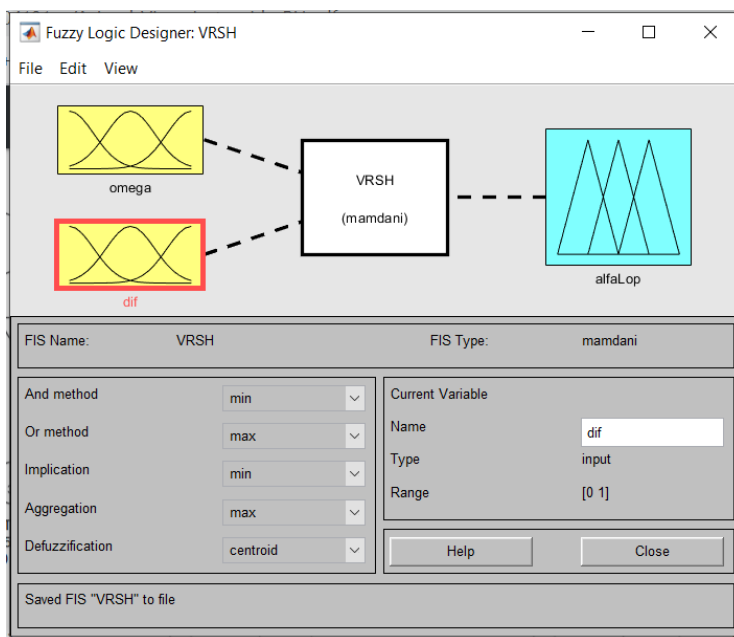 Fuzzy Logic Designer: VRSH
File Edit View
omega
dif
VRSH
(mamdani)
alfaLop
FIS Name: VRSH FIS Type: mamdani
And method min
Or method max
Implication min
Aggregation max
Defuzzification centroid
Current Variable
Name dif
Type input
Range [0 1]
Help Close
Saved FIS "VRSH" to file